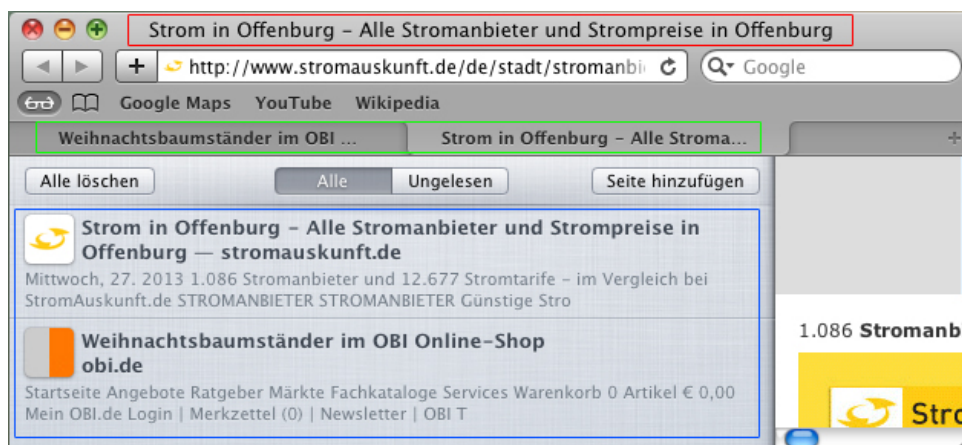 Strom in Offenburg – Alle Stromanbieter und Strompreise in Offenburg
http://www.stromauskunft.de/de/stadt/stromanbi
Google
Google Maps YouTube Wikipedia
Weihnachtsbaumständer im OBI ... Strom in Offenburg – Alle Stroma...
Alle löschen Alle Ungelesen Seite hinzufügen
Strom in Offenburg – Alle Stromanbieter und Strompreise in
Offenburg — stromauskunft.de
Mittwoch, 27. 2013 1.086 Stromanbieter und 12.677 Stromtarife – im Vergleich bei
StromAuskunft.de STROMANBIETER STROMANBIETER Günstige Stro
Weihnachtsbaumständer im OBI Online-Shop
obi.de
Startseite Angebote Ratgeber Märkte Fachkataloge Services Warenkorb 0 Artikel € 0,00
Mein OBI.de Login | Merkzettel (0) | Newsletter | OBI T
1.086 Stromanb
Stro